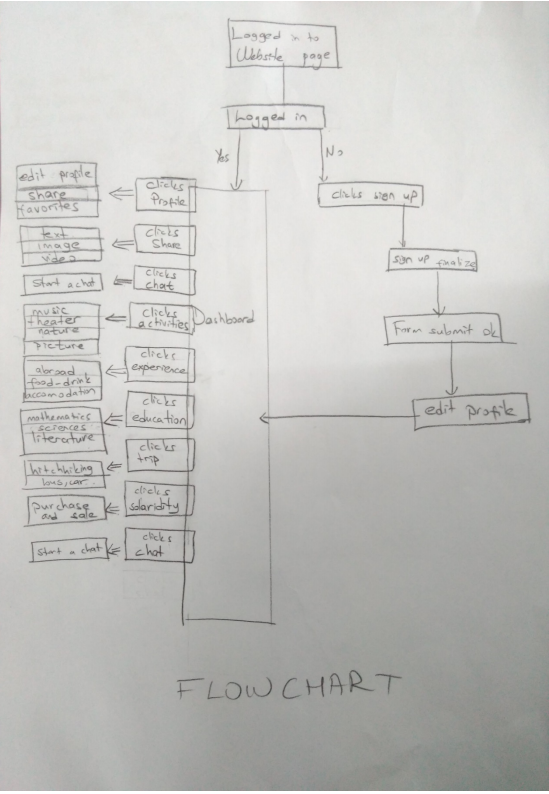 Logged in to
Website page
Logged in
Yes
No
clicks sign up
sign up finalize
Form submit ok
edit profile
Dashboard
clicks
Profile
edit profile
share
favorites
clicks
Share
text
image
video
clicks
chat
Start a chat
clicks
activities
music
theater
nature
picture
clicks
experience
abroad
food-drink
accomodation
clicks
education
mathematics
sciences
literature
clicks
trip
hitchhiking
bus, car..
clicks
solaridity
purchase
and sale
clicks
chat
Start a chat
FLOWCHART